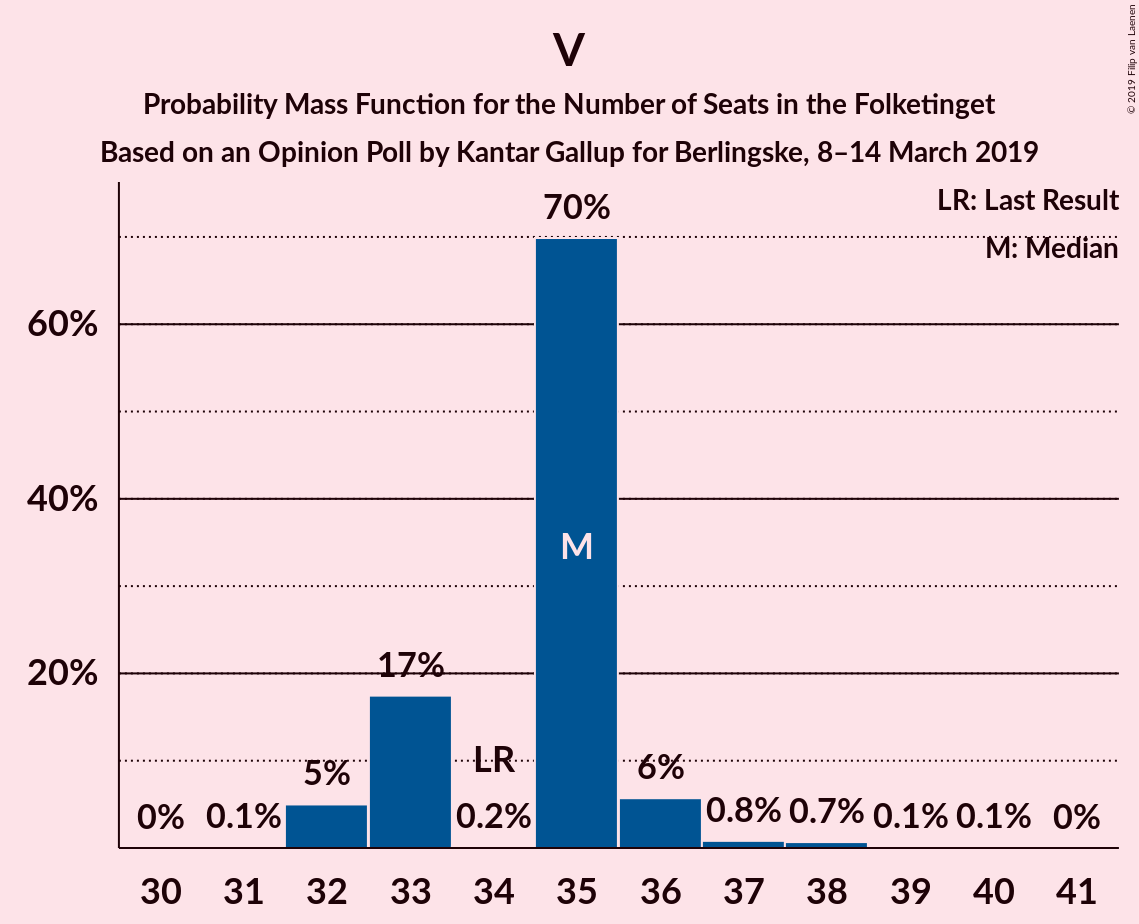 V
Probability Mass Function for the Number of Seats in the Folketinget
Based on an Opinion Poll by Kantar Gallup for Berlingske, 8–14 March 2019
© 2019 Filip van Laenen
LR: Last Result
M: Median
60%
40%
20%
0%
0.1%
5%
17%
LR
0.2%
70%
M
6%
0.8%
0.7%
0.1%
0.1%
0%
30 31 32 33 34 35 36 37 38 39 40 41